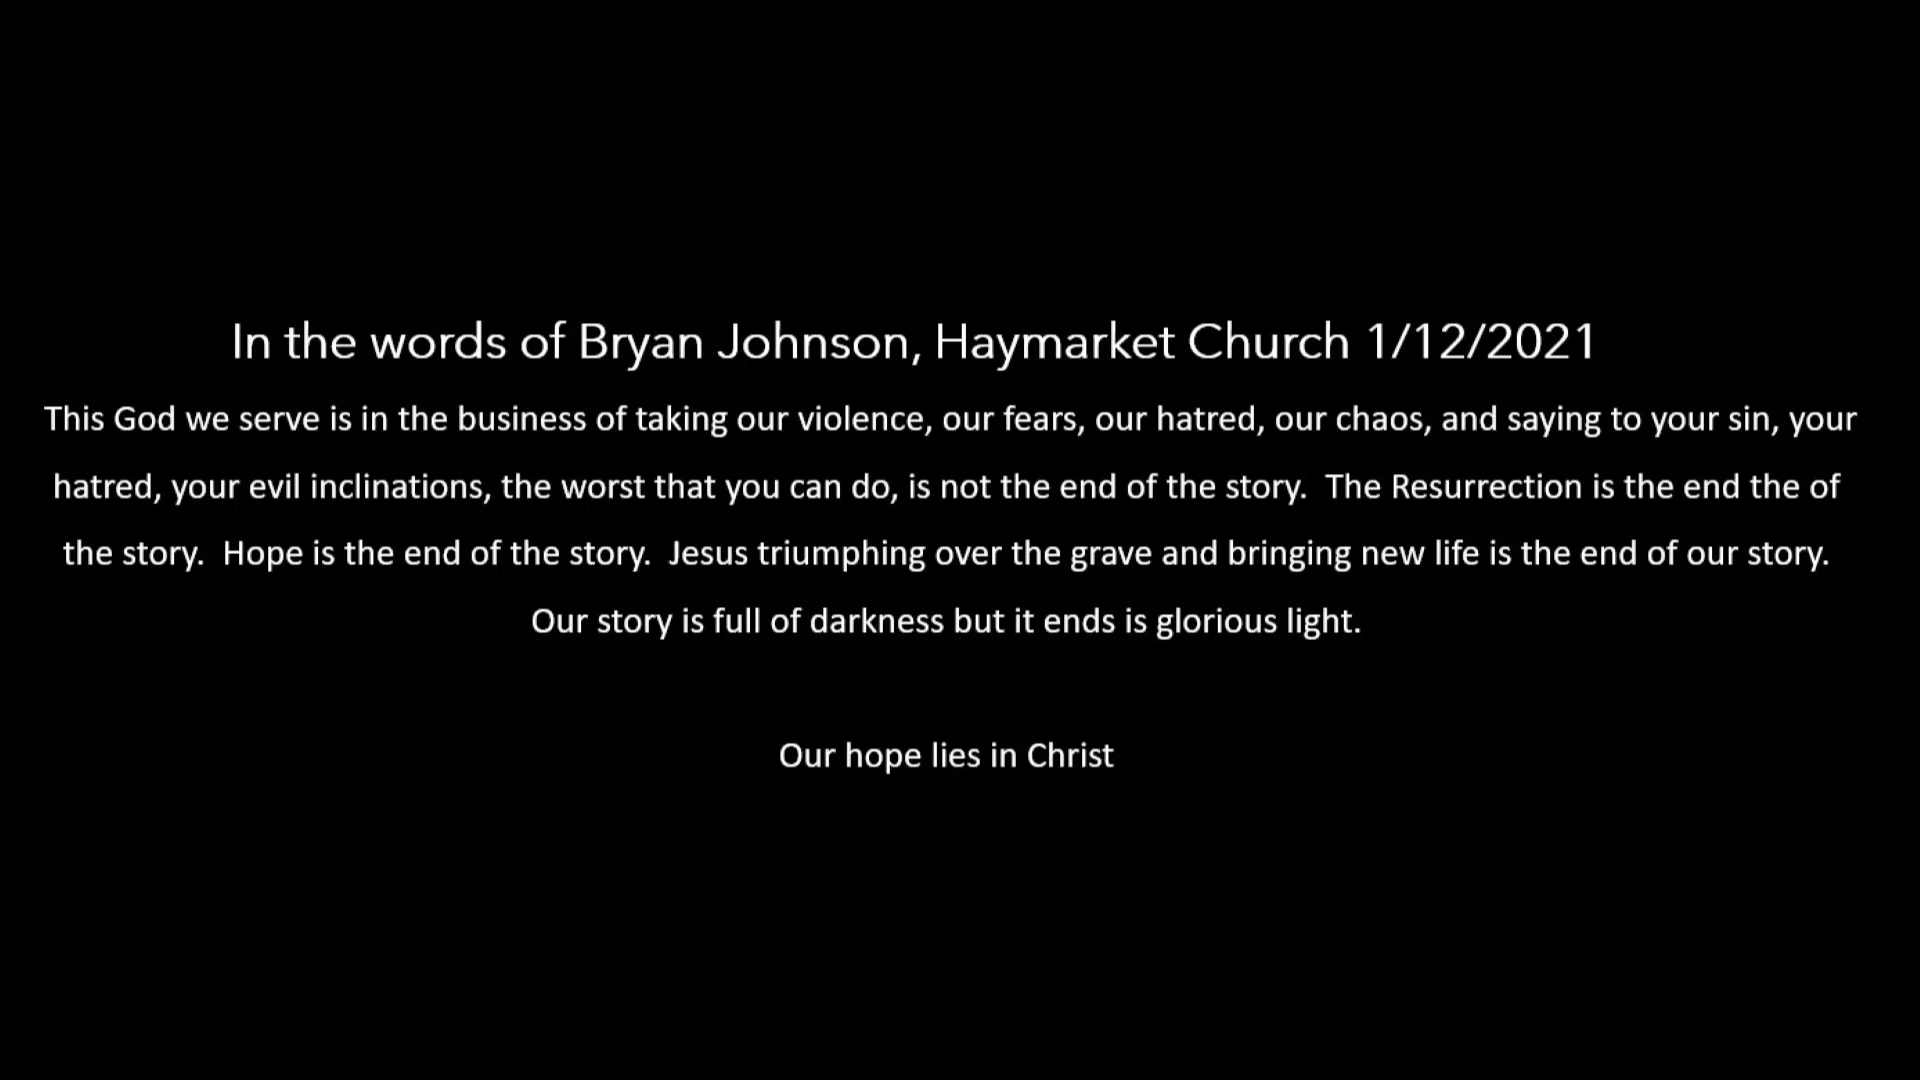 In the words of Bryan Johnson, Haymarket Church 1/12/2021
This God we serve is in the business of taking our violence, our fears, our hatred, our chaos, and saying to your sin, your
hatred, your evil inclinations, the worst that you can do, is not the end of the story.  The Resurrection is the end the of
the story.  Hope is the end of the story.  Jesus triumphing over the grave and bringing new life is the end of our story.
Our story is full of darkness but it ends is glorious light.
Our hope lies in Christ